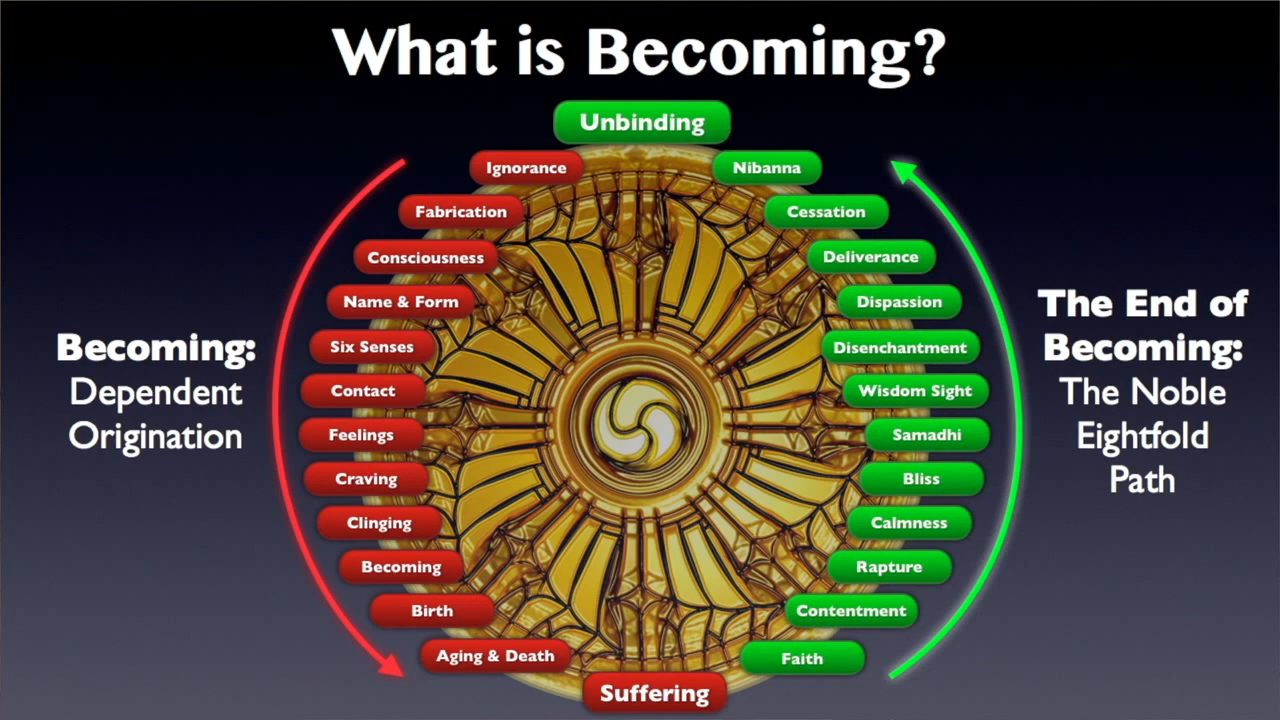 What is Becoming?
Unbinding
Ignorance
Fabrication
Consciousness
Name & Form
Six Senses
Contact
Feelings
Craving
Clinging
Becoming
Birth
Aging & Death
Suffering
Nibanna
Cessation
Deliverance
Dispassion
Disenchantment
Wisdom Sight
Samadhi
Bliss
Calmness
Rapture
Contentment
Faith
Becoming:
Dependent
Origination
The End of
Becoming:
The Noble
Eightfold
Path